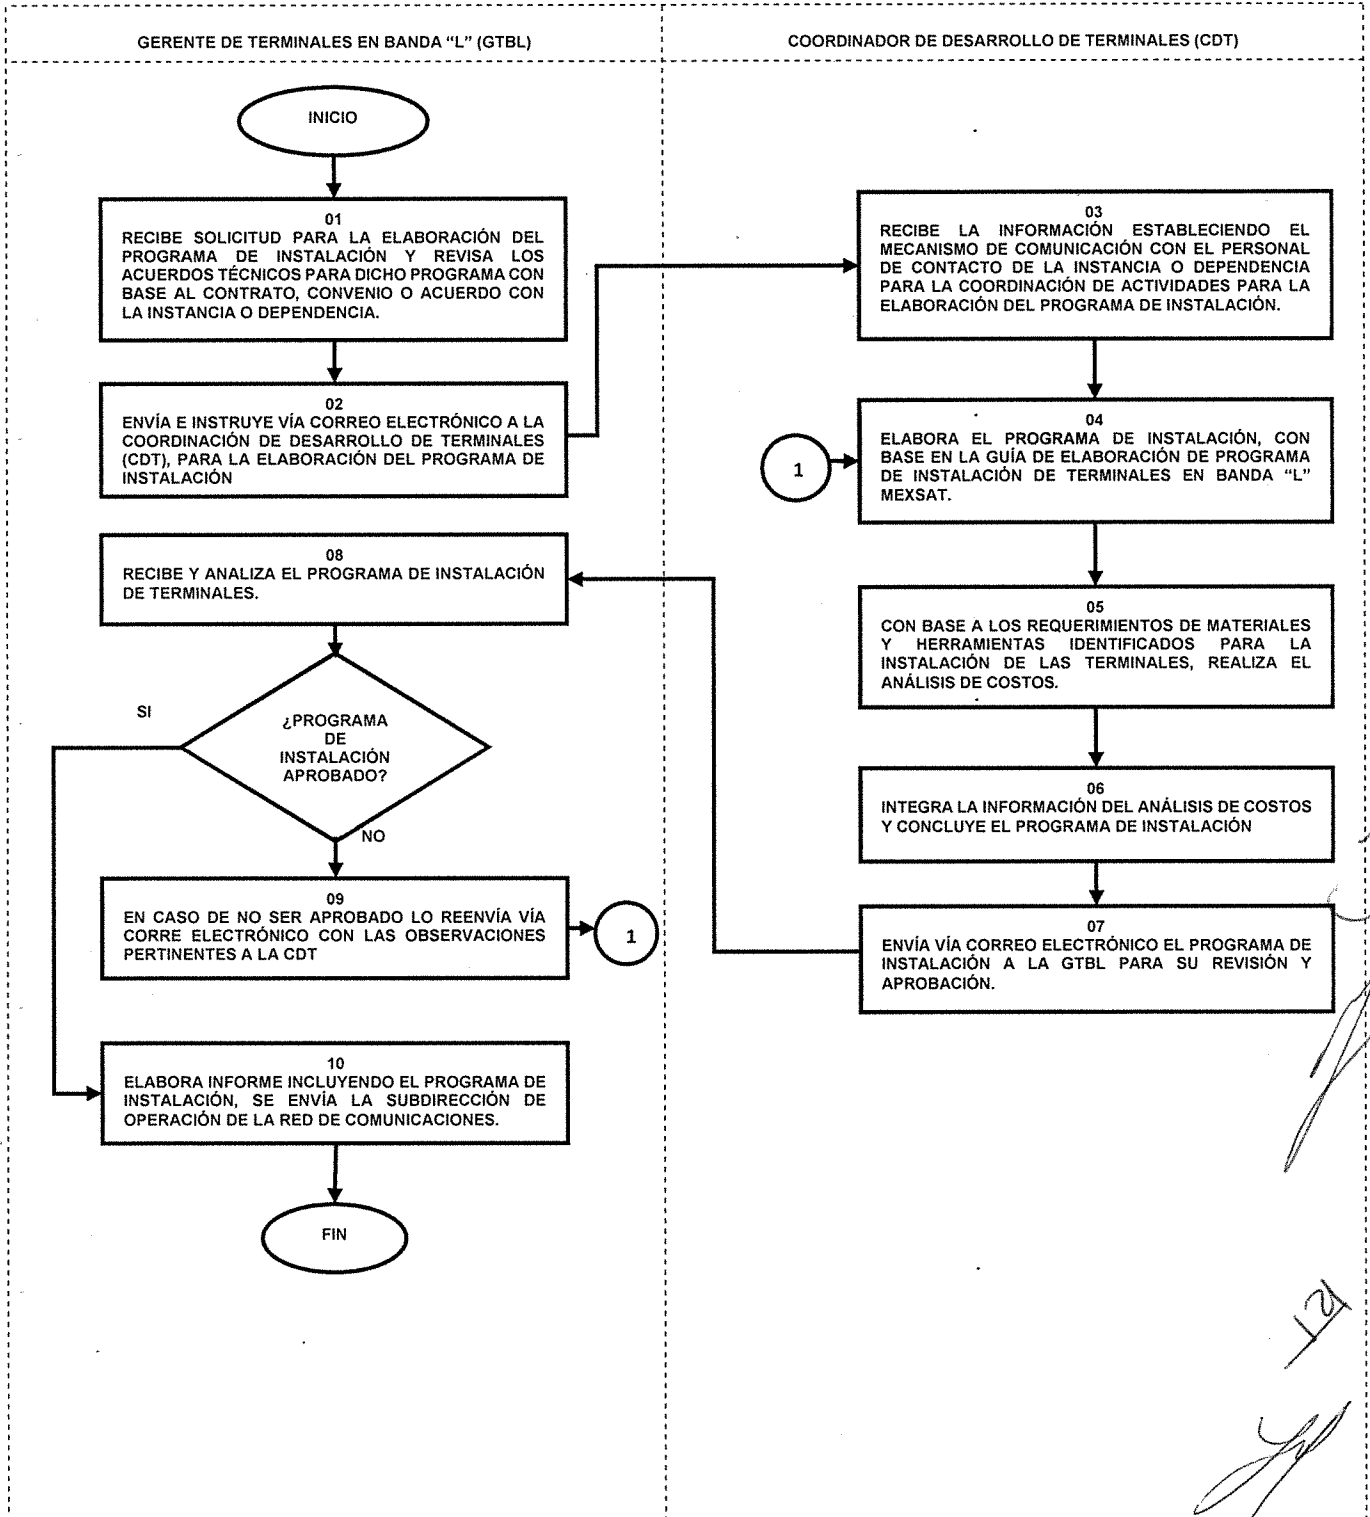 GERENTE DE TERMINALES EN BANDA “L” (GTBL)
COORDINADOR DE DESARROLLO DE TERMINALES (CDT)
INICIO
01
RECIBE SOLICITUD PARA LA ELABORACIÓN DEL
PROGRAMA DE INSTALACIÓN Y REVISA LOS
ACUERDOS TÉCNICOS PARA DICHO PROGRAMA CON
BASE AL CONTRATO, CONVENIO O ACUERDO CON
LA INSTANCIA O DEPENDENCIA.
02
ENVÍA E INSTRUYE VÍA CORREO ELECTRÓNICO A LA
COORDINACIÓN DE DESARROLLO DE TERMINALES
(CDT), PARA LA ELABORACIÓN DEL PROGRAMA DE
INSTALACIÓN
03
RECIBE LA INFORMACIÓN ESTABLECIENDO EL
MECANISMO DE COMUNICACIÓN CON EL PERSONAL
DE CONTACTO DE LA INSTANCIA O DEPENDENCIA
PARA LA COORDINACIÓN DE ACTIVIDADES PARA LA
ELABORACIÓN DEL PROGRAMA DE INSTALACIÓN.
1
04
ELABORA EL PROGRAMA DE INSTALACIÓN, CON
BASE EN LA GUÍA DE ELABORACIÓN DE PROGRAMA
DE INSTALACIÓN DE TERMINALES EN BANDA “L”
MEXSAT.
05
CON BASE A LOS REQUERIMIENTOS DE MATERIALES
Y HERRAMIENTAS IDENTIFICADOS PARA LA
INSTALACIÓN DE LAS TERMINALES, REALIZA EL
ANÁLISIS DE COSTOS.
06
INTEGRA LA INFORMACIÓN DEL ANÁLISIS DE COSTOS
Y CONCLUYE EL PROGRAMA DE INSTALACIÓN
07
ENVÍA VÍA CORREO ELECTRÓNICO EL PROGRAMA DE
INSTALACIÓN A LA GTBL PARA SU REVISIÓN Y
APROBACIÓN.
08
RECIBE Y ANALIZA EL PROGRAMA DE INSTALACIÓN
DE TERMINALES.
SI
¿PROGRAMA
DE
INSTALACIÓN
APROBADO?
NO
09
EN CASO DE NO SER APROBADO LO REENVÍA VÍA
CORRE ELECTRÓNICO CON LAS OBSERVACIONES
PERTINENTES A LA CDT
1
10
ELABORA INFORME INCLUYENDO EL PROGRAMA DE
INSTALACIÓN, SE ENVÍA LA SUBDIRECCIÓN DE
OPERACIÓN DE LA RED DE COMUNICACIONES.
FIN